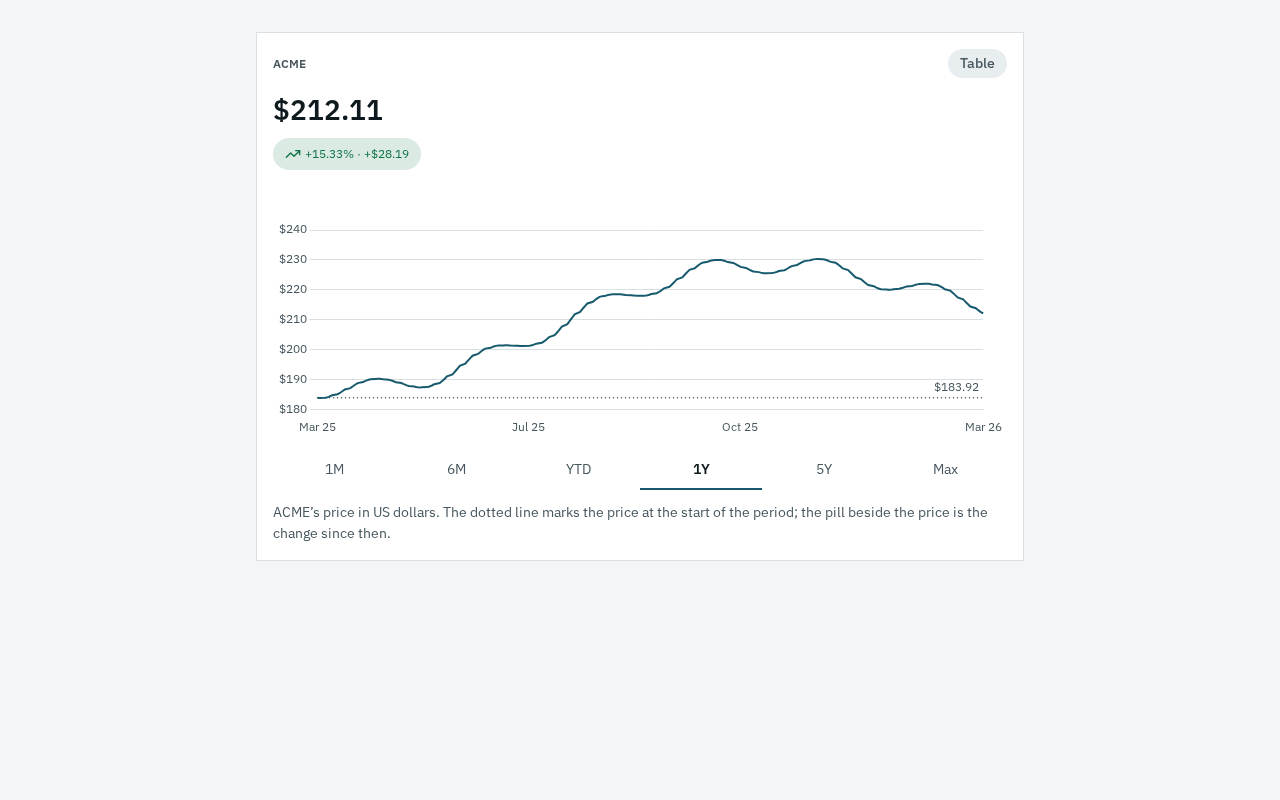 ACME
Table
$212.11
+15.33% · +$28.19
$240
$230
$220
$210
$200
$190
$183.92
$180
Mar 25
Jul 25
Oct 25
Mar 26
1M
6M
YTD
1Y
5Y
Max
ACME’s price in US dollars. The dotted line marks the price at the start of the period; the pill beside the price is the
change since then.